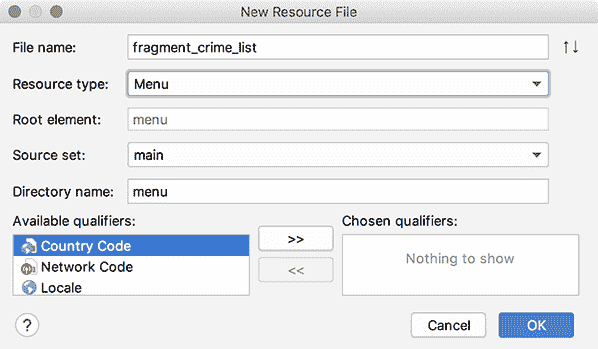 New Resource File
File name: fragment_crime_list
Resource type: Menu
Root element: menu
Source set: main
Directory name: menu
Available qualifiers: Chosen qualifiers:
Country Code >> Nothing to show
Network Code <<
Locale
? Cancel OK